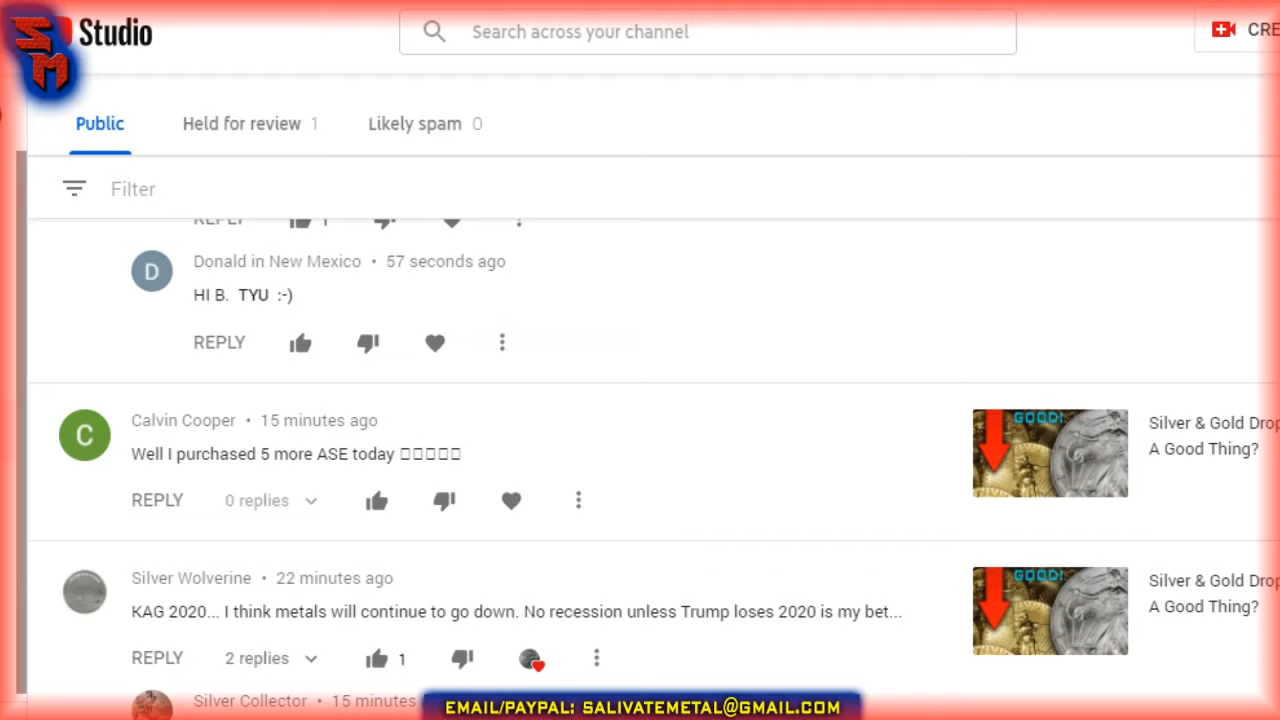 SM Studio
Search across your channel
CRE
Public
Held for review 1
Likely spam 0
Filter
REPLY 1
D
Donald in New Mexico • 57 seconds ago
HI B. TYU :-)
REPLY
C
Calvin Cooper • 15 minutes ago
Well I purchased 5 more ASE today □□□□□
REPLY 0 replies
GOOD!
Silver & Gold Drop
A Good Thing?
Silver Wolverine • 22 minutes ago
KAG 2020... I think metals will continue to go down. No recession unless Trump loses 2020 is my bet...
REPLY 2 replies 1
GOOD!
Silver & Gold Drop
A Good Thing?
Silver Collector • 15 minutes
EMAIL/PAYPAL: SALIVATEMETAL@GMAIL.COM